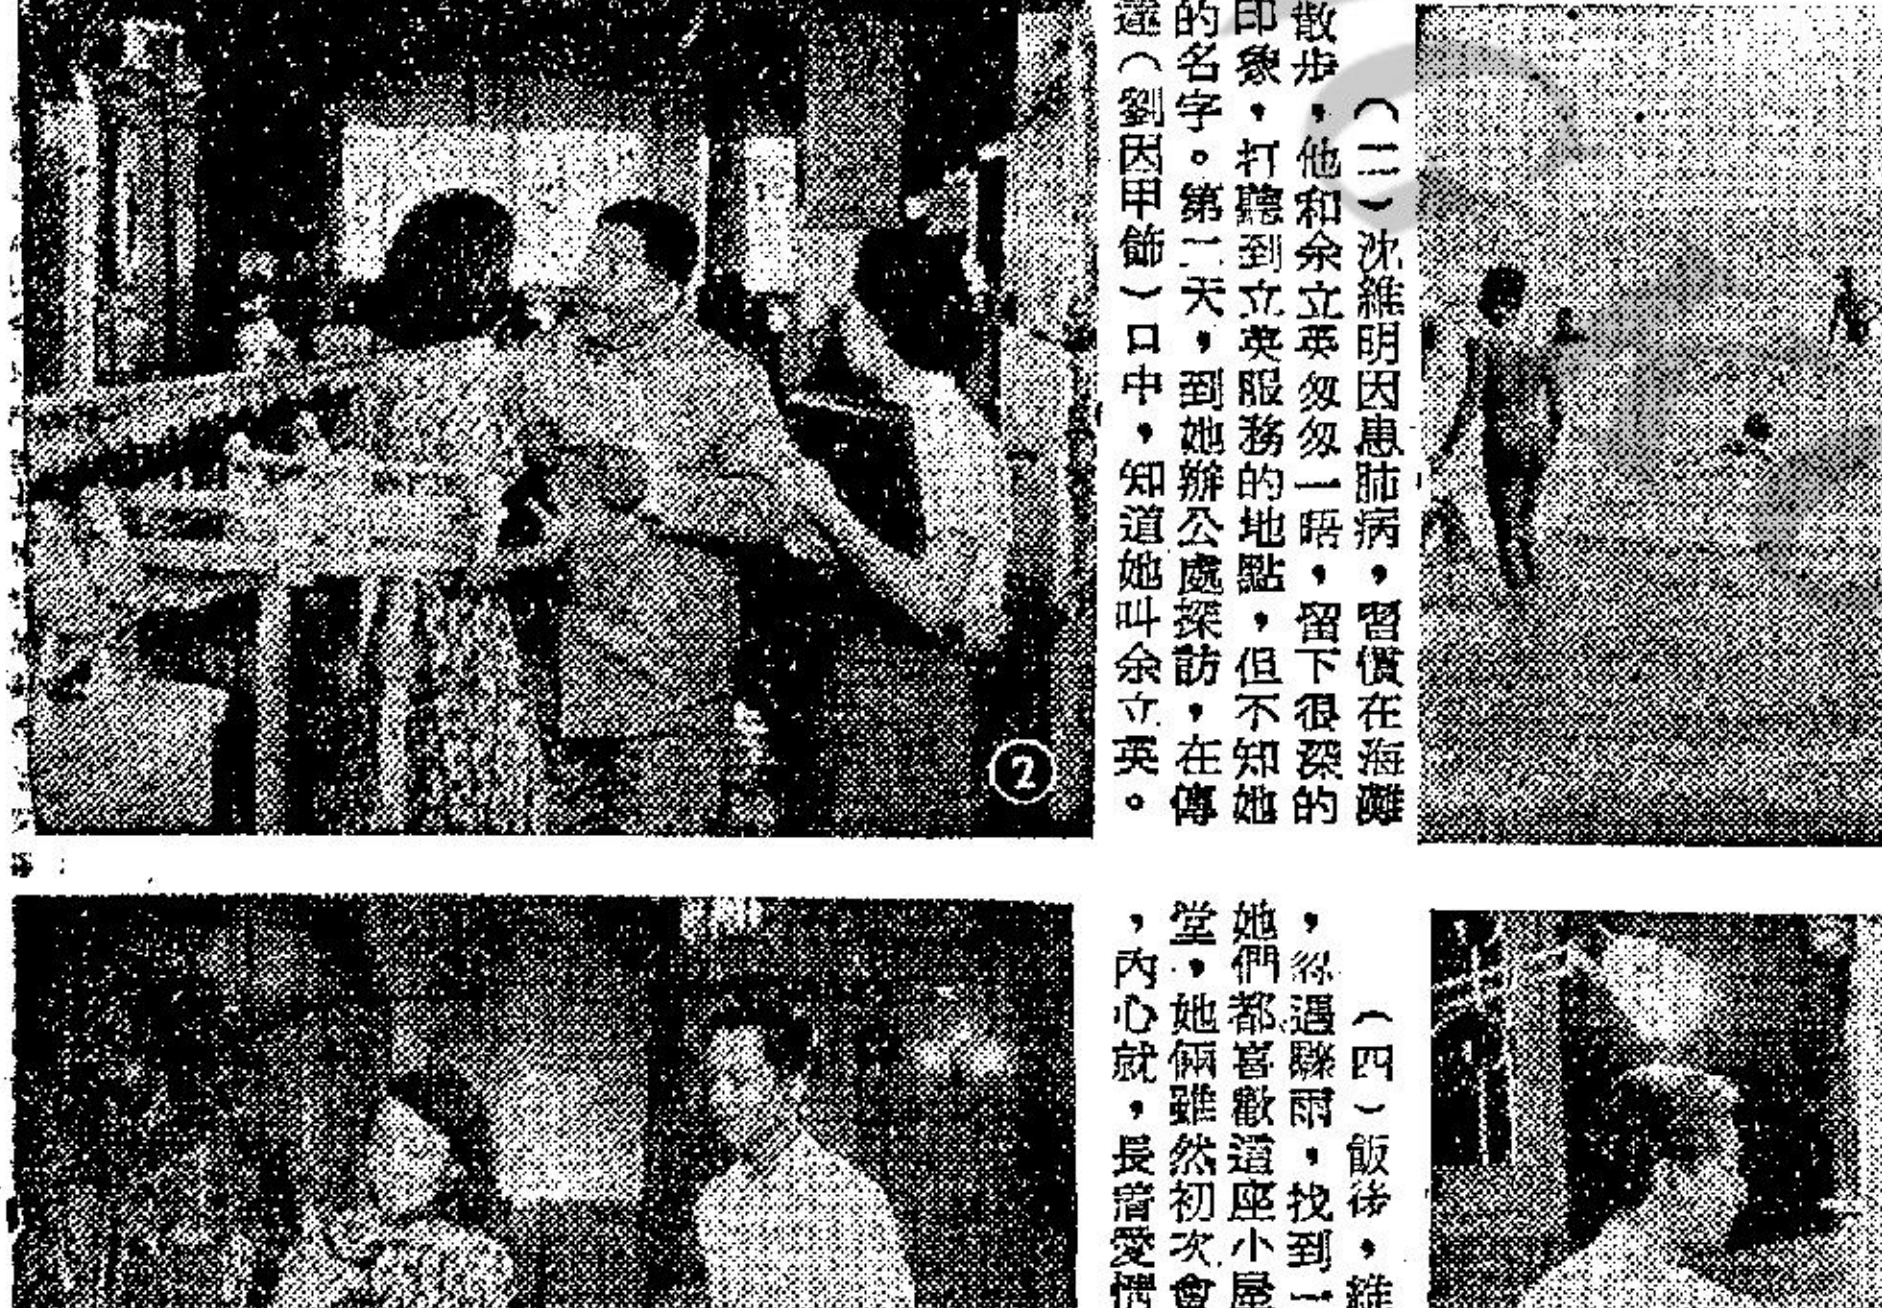 （二）沈維明因患肺病，習慣在海灘
散步，他和余立英匆匆一晤，留下很深的
印象，打聽到立英服務的地點，但不知她
的名字。第二天，到她辦公處探訪，在傳
達（劉因甲飾）口中，知道她叫余立英。
2
（四）飯後，維
，遇驟雨，找到一
她們都喜歡這座小屋
堂，她倆雖然初次會
，內心就，長着愛情